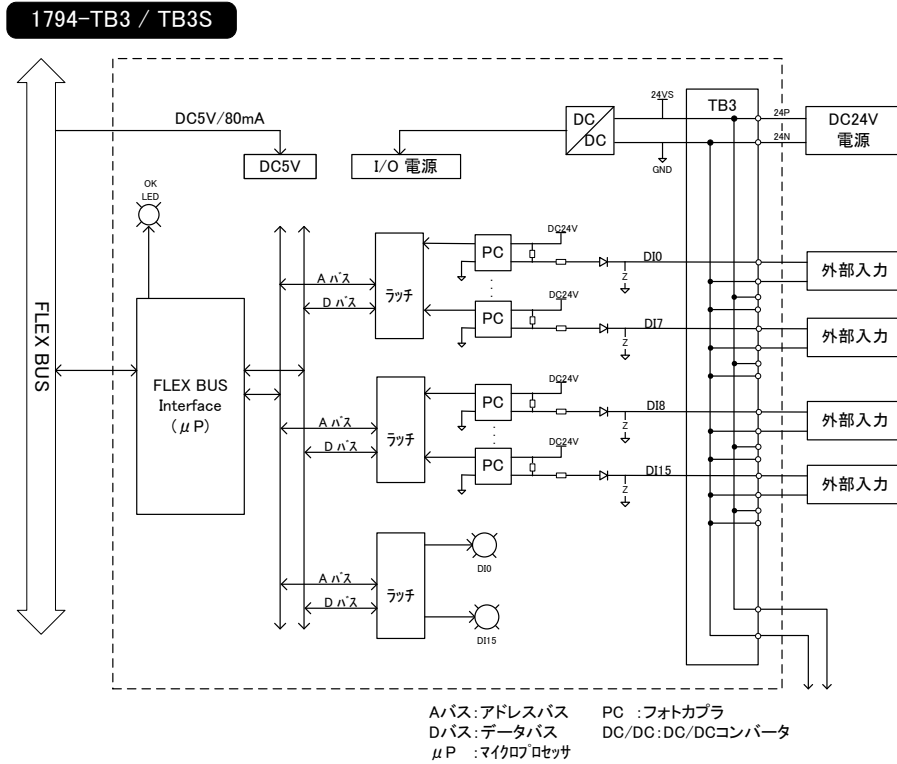 1794-TB3 / TB3S
FLEX BUS
DC5V/80mA
DC5V
I/O 電源
DC
DC
24VS
GND
TB3
24P
24N
DC24V
電源
OK
LED
FLEX BUS
Interface
(μP)
A バス
D バス
ラッチ
PC
DC24V
Z
DI0
外部入力
PC
DC24V
Z
DI7
外部入力
A バス
D バス
ラッチ
PC
DC24V
Z
DI8
外部入力
PC
DC24V
Z
DI15
外部入力
A バス
D バス
ラッチ
DI0
DI15
Aバス:アドレスバス
PC :フォトカプラ
Dバス:データバス
DC/DC:DC/DCコンバータ
μP :マイクロプロセッサ